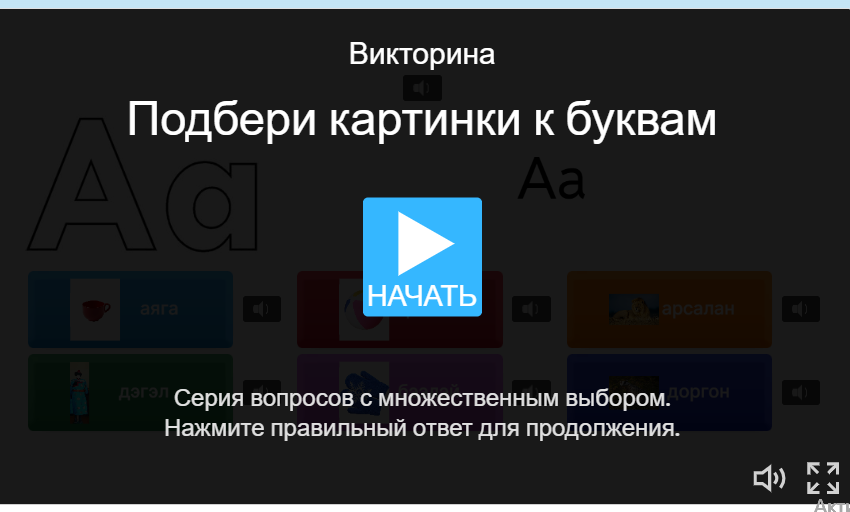 Викторина
Подбери картинки к буквам
Aa
Aa
НАЧАТЬ
аяга
арсалан
дэгэл
бээлэй
доргон
Серия вопросов с множественным выбором.
Нажмите правильный ответ для продолжения.